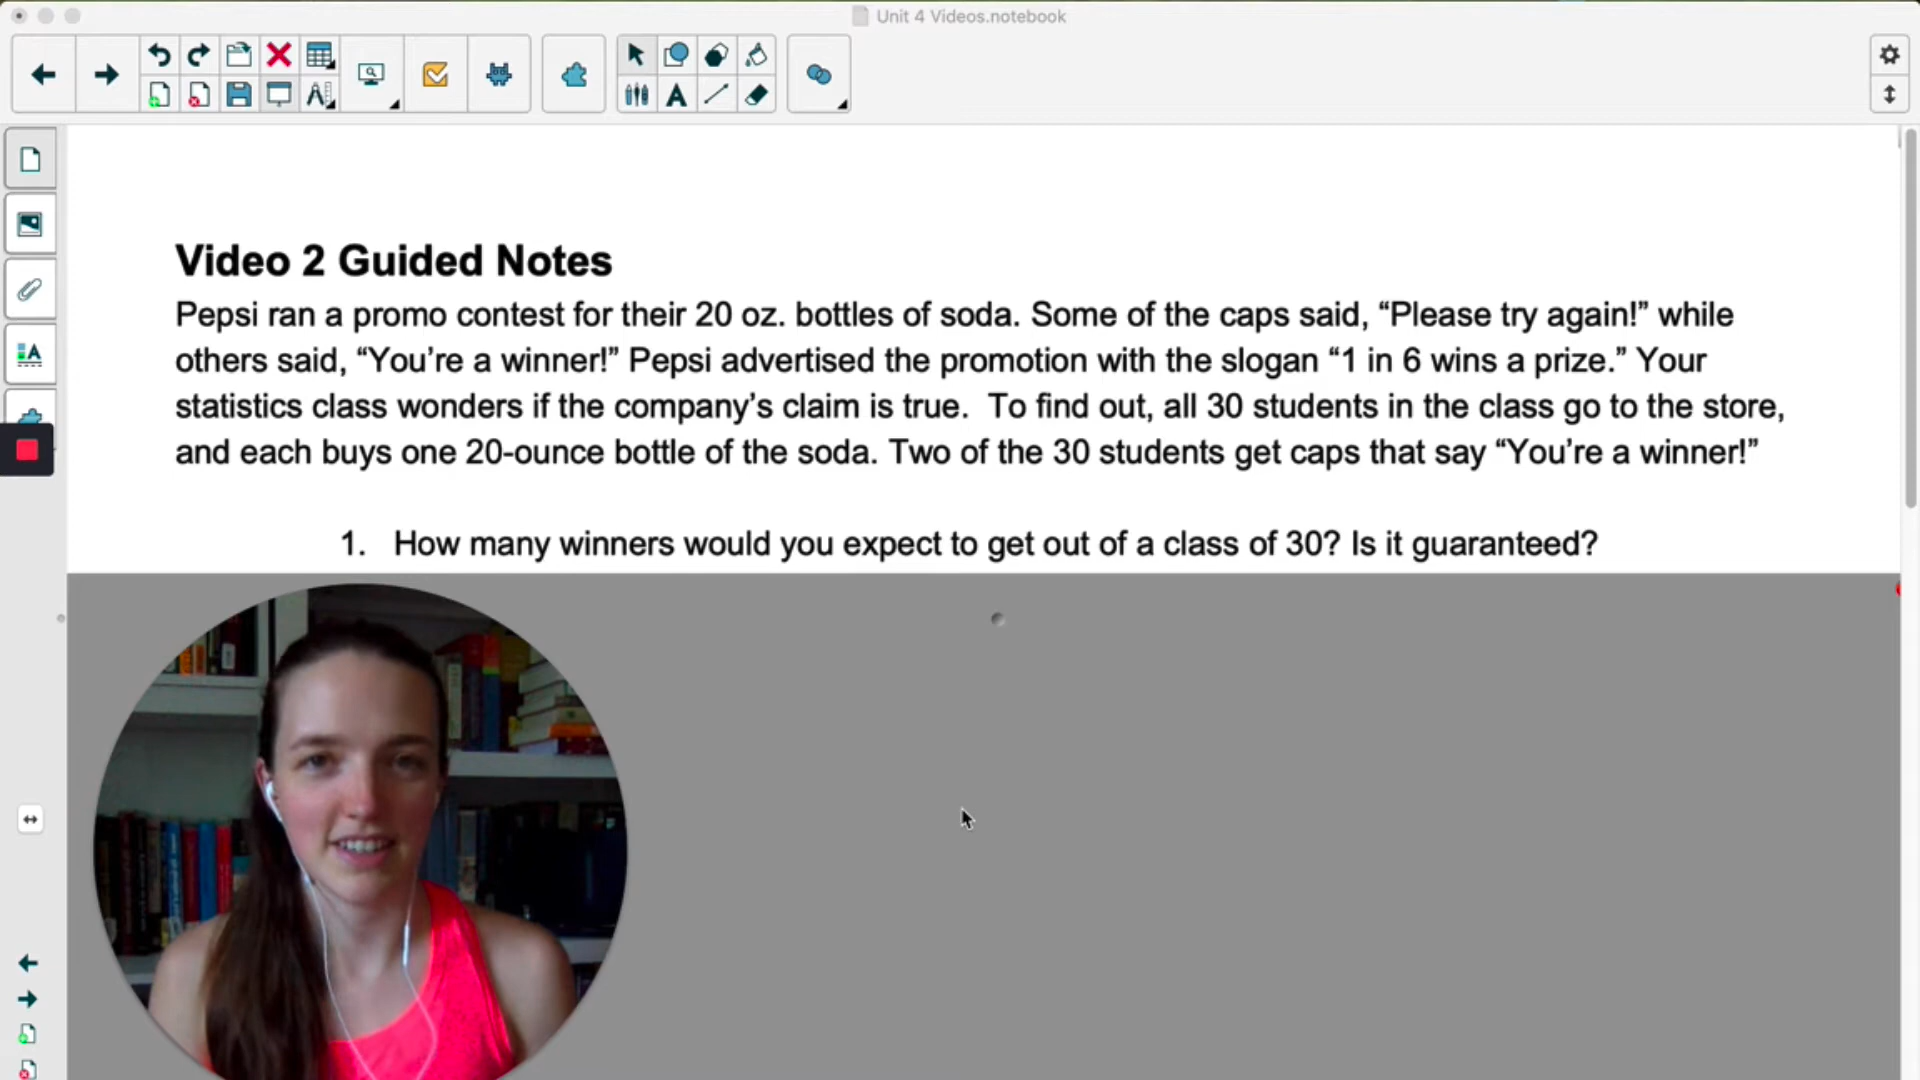 Unit 4 Videos.notebook
Video 2 Guided Notes
Pepsi ran a promo contest for their 20 oz. bottles of soda. Some of the caps said, “Please try again!” while
others said, “You’re a winner!” Pepsi advertised the promotion with the slogan “1 in 6 wins a prize.” Your
statistics class wonders if the company’s claim is true.  To find out, all 30 students in the class go to the store,
and each buys one 20-ounce bottle of the soda. Two of the 30 students get caps that say “You’re a winner!”
1. How many winners would you expect to get out of a class of 30? Is it guaranteed?